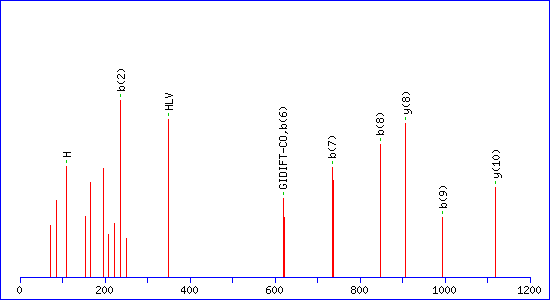 H
b(2)
HLV
GIDIFT-CO,b(6)
b(7)
b(8)
y(8)
b(9)
y(10)
0 200 400 600 800 1000 1200